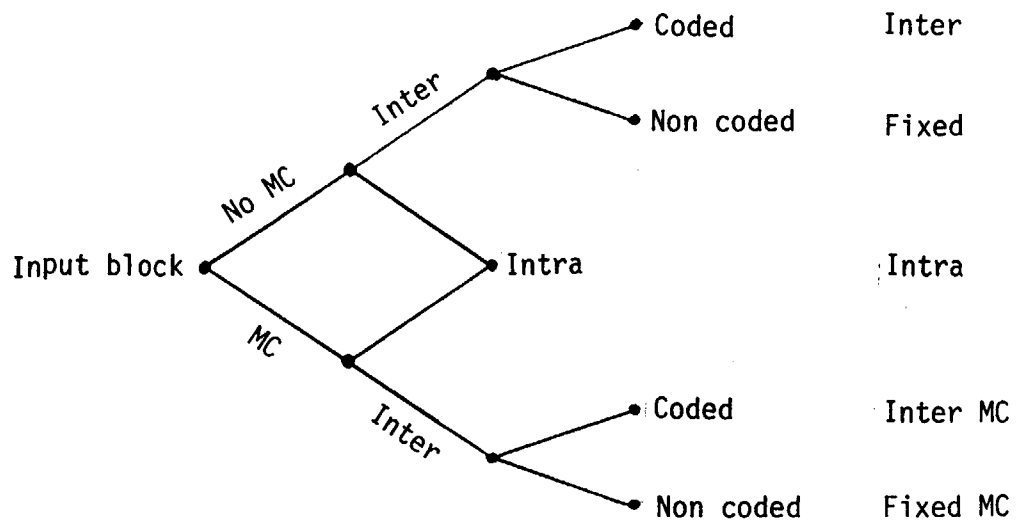 Coded Inter
Inter
Non coded Fixed
No MC
Input block Intra Intra
MC
Coded Inter MC
Inter
Non coded Fixed MC